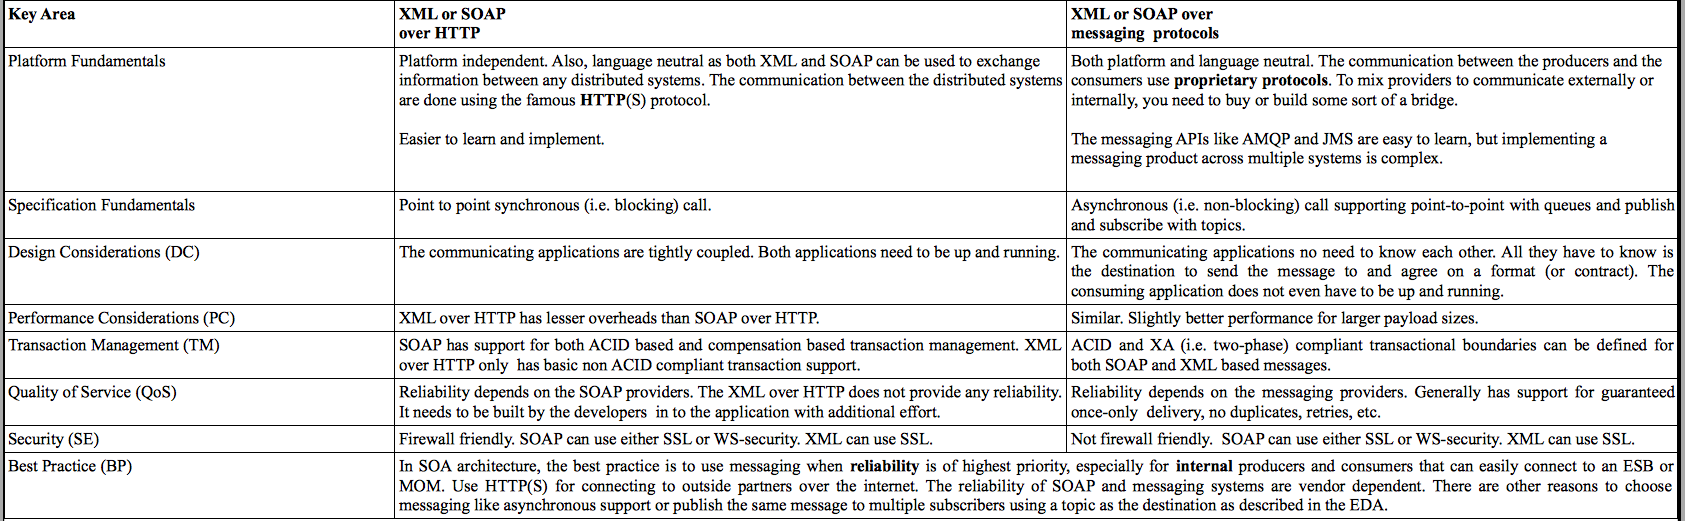 Key Area
XML or SOAP
over HTTP
XML or SOAP over
messaging  protocols
Platform Fundamentals
Platform independent. Also, language neutral as both XML and SOAP can be used to exchange
information between any distributed systems. The communication between the distributed systems
are done using the famous HTTP(S) protocol.
Easier to learn and implement.
Both platform and language neutral. The communication between the producers and the
consumers use proprietary protocols. To mix providers to communicate externally or
internally, you need to buy or build some sort of a bridge.
The messaging APIs like AMQP and JMS are easy to learn, but implementing a
messaging product across multiple systems is complex.
Specification Fundamentals
Point to point synchronous (i.e. blocking) call.
Asynchronous (i.e. non-blocking) call supporting point-to-point with queues and publish
and subscribe with topics.
Design Considerations (DC)
The communicating applications are tightly coupled. Both applications need to be up and running.
The communicating applications no need to know each other. All they have to know is
the destination to send the message to and agree on a format (or contract). The
consuming application does not even have to be up and running.
Performance Considerations (PC)
XML over HTTP has lesser overheads than SOAP over HTTP.
Similar. Slightly better performance for larger payload sizes.
Transaction Management (TM)
SOAP has support for both ACID based and compensation based transaction management. XML
over HTTP only  has basic non ACID compliant transaction support.
ACID and XA (i.e. two-phase) compliant transactional boundaries can be defined for
both SOAP and XML based messages.
Quality of Service (QoS)
Reliability depends on the SOAP providers. The XML over HTTP does not provide any reliability.
It needs to be built by the developers  in to the application with additional effort.
Reliability depends on the messaging providers. Generally has support for guaranteed
once-only  delivery, no duplicates, retries, etc.
Security (SE)
Firewall friendly. SOAP can use either SSL or WS-security. XML can use SSL.
Not firewall friendly.  SOAP can use either SSL or WS-security. XML can use SSL.
Best Practice (BP)
In SOA architecture, the best practice is to use messaging when reliability is of highest priority, especially for internal producers and consumers that can easily connect to an ESB or
MOM. Use HTTP(S) for connecting to outside partners over the internet. The reliability of SOAP and messaging systems are vendor dependent. There are other reasons to choose
messaging like asynchronous support or publish the same message to multiple subscribers using a topic as the destination as described in the EDA.